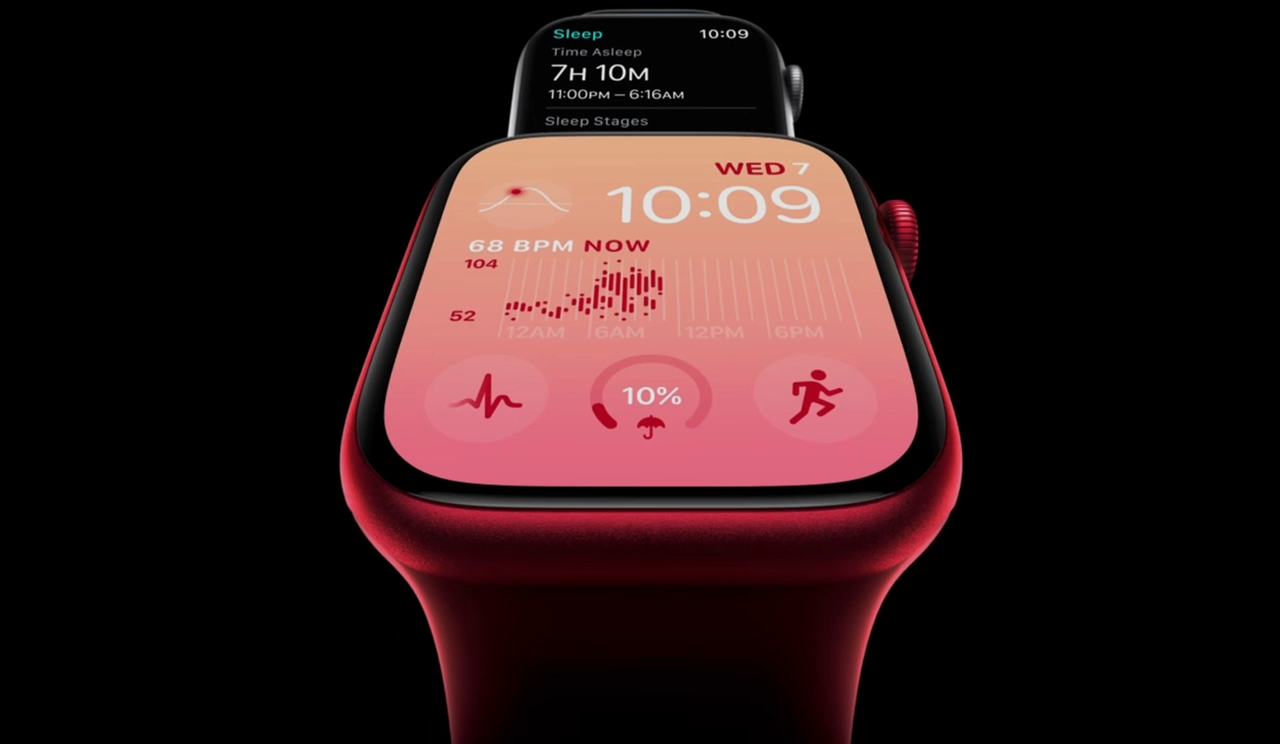 Sleep 10:09
Time Asleep
7H 10M
11:00PM – 6:16AM
Sleep Stages
WED 7
10:09
68 BPM NOW
104
52
12AM 6AM 12PM 6PM
10%